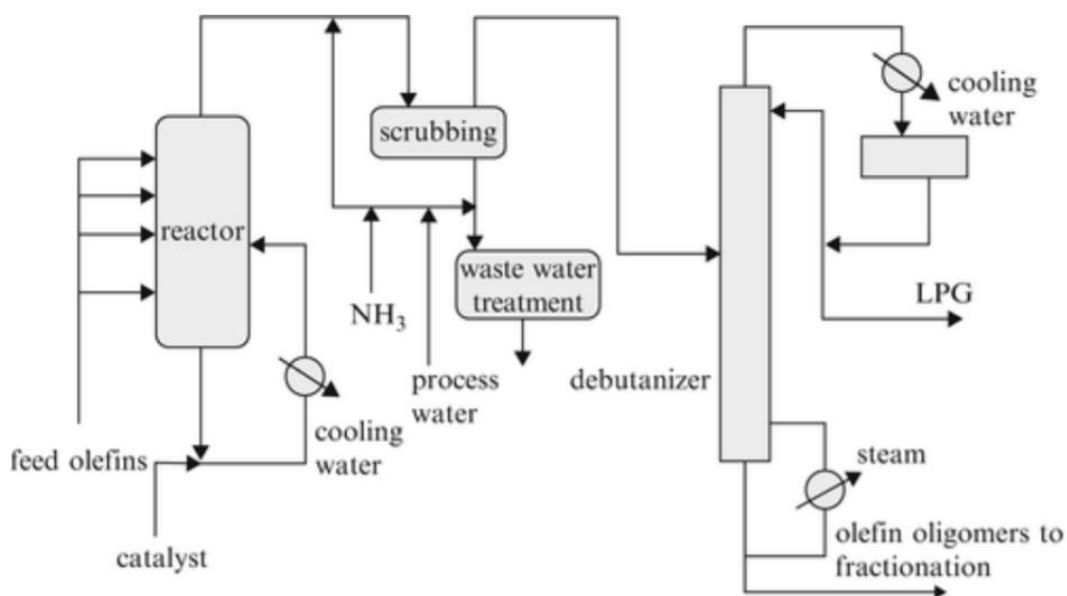 cooling
water
scrubbing
reactor
waste water
treatment
LPG
NH₃
process
water
debutanizer
cooling
water
feed olefins
steam
catalyst
olefin oligomers to
fractionation